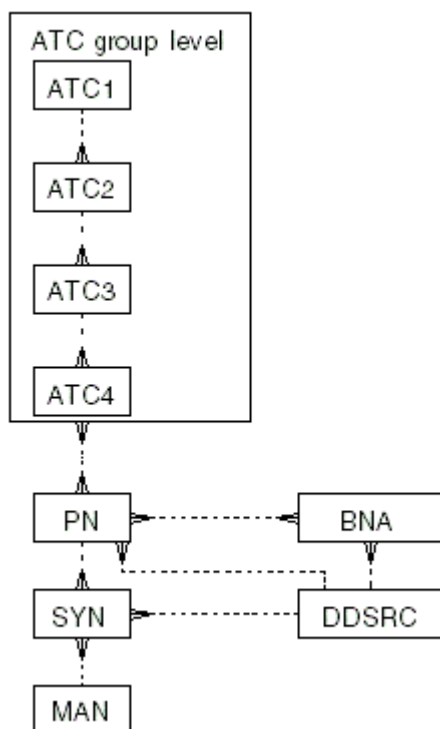 ATC group level
ATC1
ATC2
ATC3
ATC4
PN
BNA
SYN
DDSRC
MAN